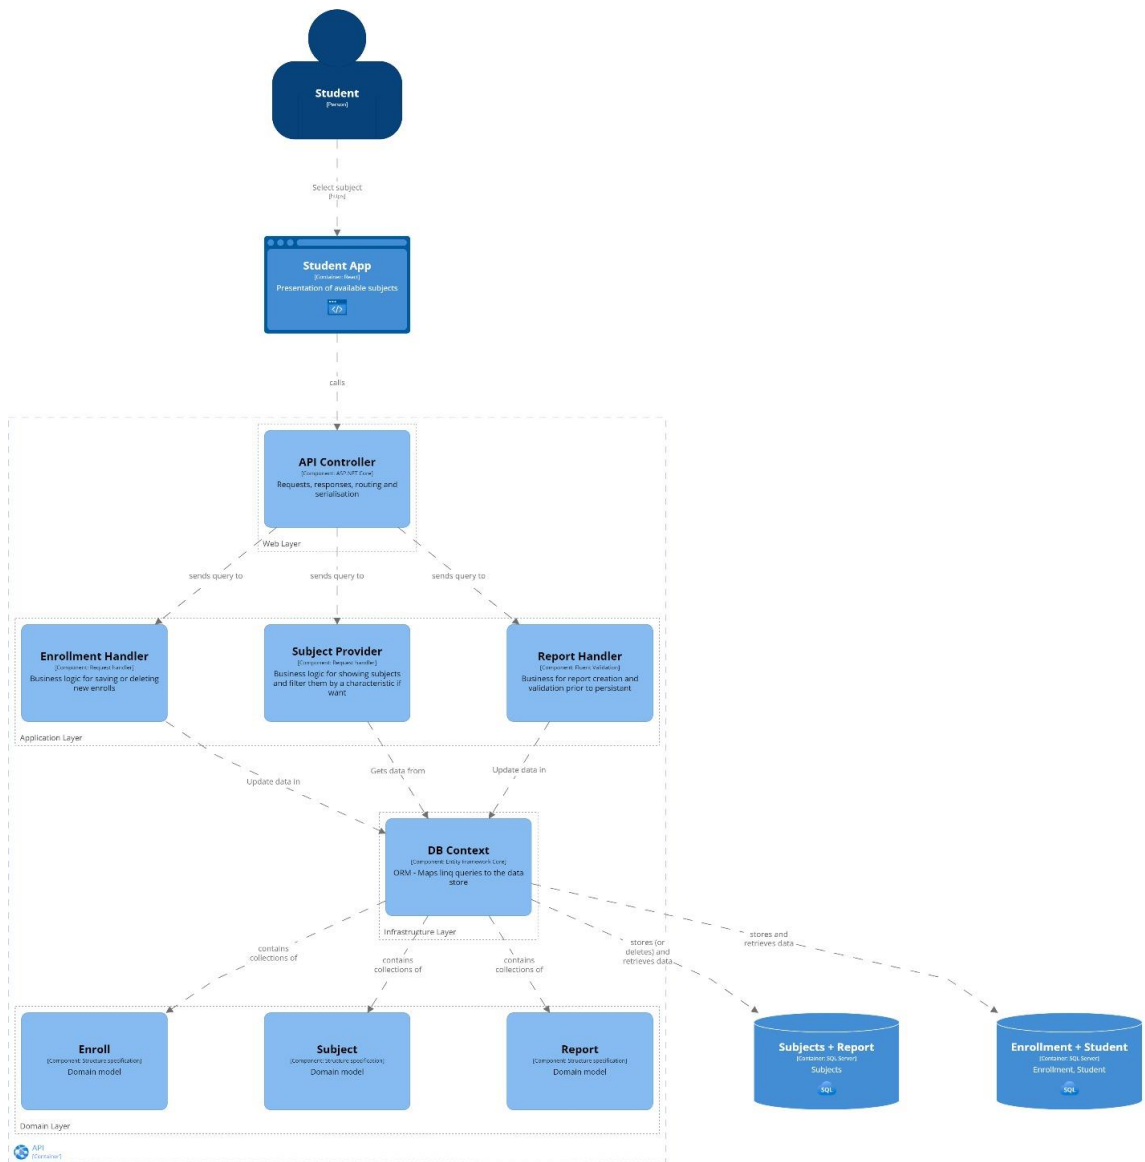 Student
[Person]
Select subject
Student App
[Container: React]
Presentation of available subjects
calls
API Controller
[Component: ASP.NET Core]
Requests, responses, routing and
serialisation
Web Layer
sends query to
sends query to
sends query to
Enrollment Handler
[Component: Request handler]
Business logic for saving or deleting
new enrolls
Subject Provider
[Component: Request handler]
Business logic for showing subjects
and filter them by a characteristic if
want
Report Handler
[Component: Fluent Validation]
Business for report creation and
validation prior to persistant
Application Layer
Update data in
Gets data from
Update data in
DB Context
[Component: Entity Framework Core]
ORM - Maps linq queries to the data
store
Infrastructure Layer
contains
collections of
contains
collections of
contains
collections of
stores (or
deletes) and
retrieves data
stores and
retrieves data
Enroll
[Component: Structure specification]
Domain model
Subject
[Component: Structure specification]
Domain model
Report
[Component: Structure specification]
Domain model
Domain Layer
Subjects + Report
[Container: SQL Server]
Subjects
SQL
Enrollment + Student
[Container: SQL Server]
Enrollment, Student
SQL
API
[Container]